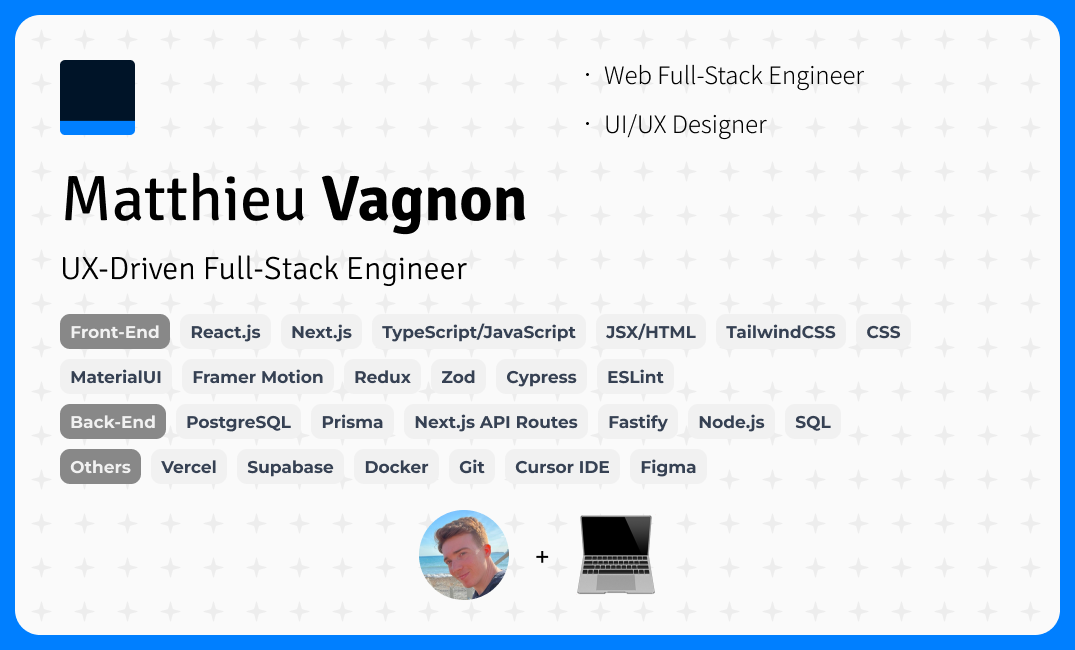 · Web Full-Stack Engineer
· UI/UX Designer
Matthieu Vagnon
UX-Driven Full-Stack Engineer
Front-End React.js Next.js TypeScript/JavaScript JSX/HTML TailwindCSS CSS
MaterialUI Framer Motion Redux Zod Cypress ESLint
Back-End PostgreSQL Prisma Next.js API Routes Fastify Node.js SQL
Others Vercel Supabase Docker Git Cursor IDE Figma
+